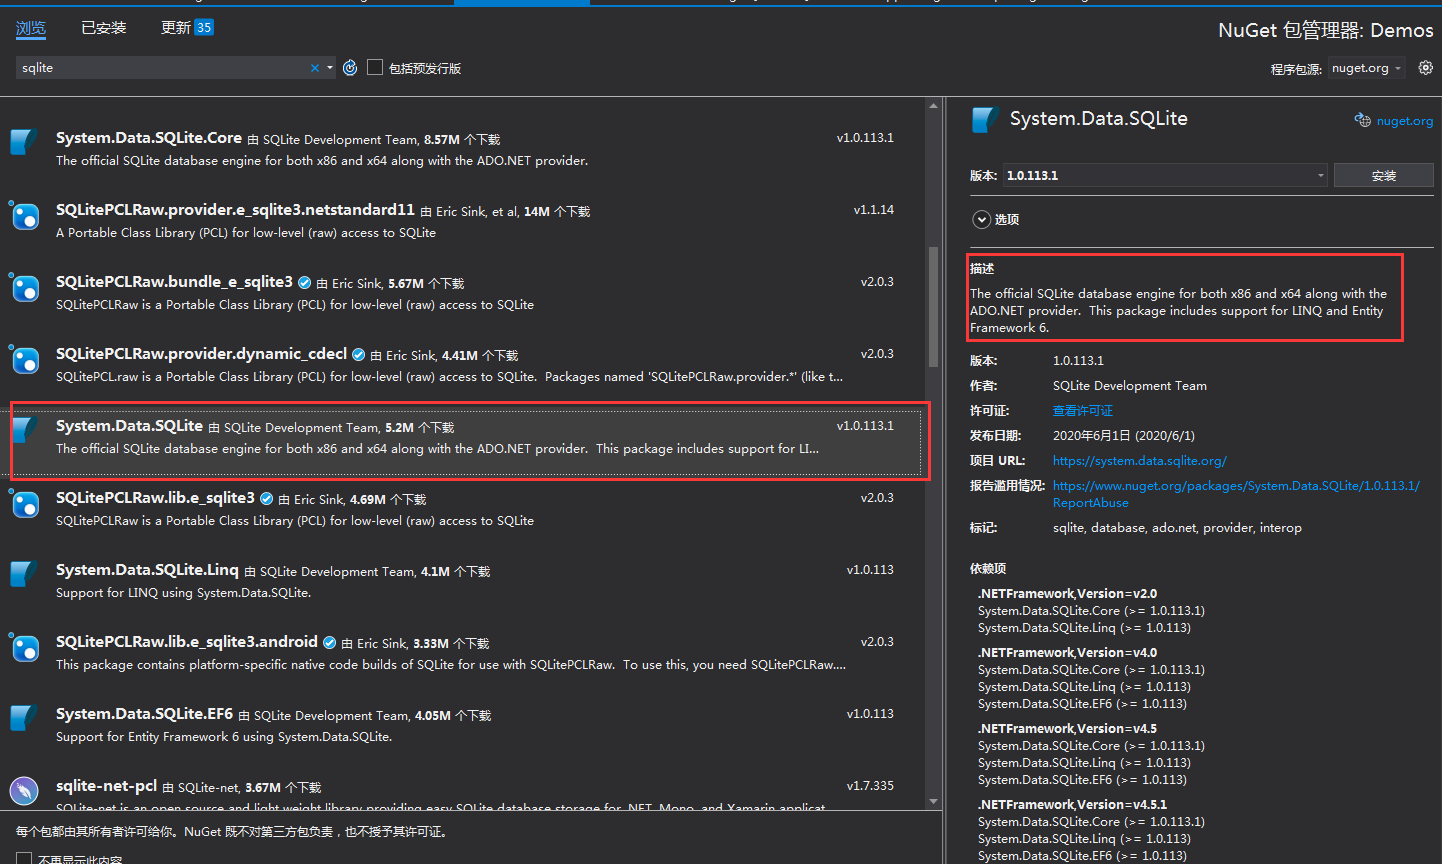 浏览 已安装 更新 35
NuGet 包管理器: Demos
sqlite 包括预发行版
程序包源: nuget.org
System.Data.SQLite.Core 由 SQLite Development Team, 8.57M 个下载 v1.0.113.1
The official SQLite database engine for both x86 and x64 along with the ADO.NET provider.
SQLitePCLRaw.provider.e_sqlite3.netstandard11 由 Eric Sink, et al, 14M 个下载 v1.1.14
A Portable Class Library (PCL) for low-level (raw) access to SQLite
SQLitePCLRaw.bundle_e_sqlite3 由 Eric Sink, 5.67M 个下载 v2.0.3
SQLitePCLRaw is a Portable Class Library (PCL) for low-level (raw) access to SQLite
SQLitePCLRaw.provider.dynamic_cdecl 由 Eric Sink, 4.41M 个下载 v2.0.3
SQLitePCL.raw is a Portable Class Library (PCL) for low-level (raw) access to SQLite.  Packages named 'SQLitePCLRaw.provider.*' (like t...
System.Data.SQLite 由 SQLite Development Team, 5.2M 个下载 v1.0.113.1
The official SQLite database engine for both x86 and x64 along with the ADO.NET provider.  This package includes support for LI...
SQLitePCLRaw.lib.e_sqlite3 由 Eric Sink, 4.69M 个下载 v2.0.3
SQLitePCLRaw is a Portable Class Library (PCL) for low-level (raw) access to SQLite
System.Data.SQLite.Linq 由 SQLite Development Team, 4.1M 个下载 v1.0.113
Support for LINQ using System.Data.SQLite.
SQLitePCLRaw.lib.e_sqlite3.android 由 Eric Sink, 3.33M 个下载 v2.0.3
This package contains platform-specific native code builds of SQLite for use with SQLitePCLRaw.  To use this, you need SQLitePCLRaw....
System.Data.SQLite.EF6 由 SQLite Development Team, 4.05M 个下载 v1.0.113
Support for Entity Framework 6 using System.Data.SQLite.
sqlite-net-pcl 由 SQLite-net, 3.67M 个下载 v1.7.335
SQLite-net is an open source and light weight library providing easy SQLite database storage for .NET, Mono, and Xamarin applicat...
每个包都由其所有者许可给你。NuGet 既不对第三方包负责，也不授予其许可证。
不再显示此内容
System.Data.SQLite nuget.org
版本: 1.0.113.1 安装
选项
描述
The official SQLite database engine for both x86 and x64 along with the
ADO.NET provider.  This package includes support for LINQ and Entity
Framework 6.
版本: 1.0.113.1
作者: SQLite Development Team
许可证: 查看许可证
发布日期: 2020年6月1日 (2020/6/1)
项目 URL: https://system.data.sqlite.org/
报告滥用情况: https://www.nuget.org/packages/System.Data.SQLite/1.0.113.1/
ReportAbuse
标记: sqlite, database, ado.net, provider, interop
依赖项
.NETFramework,Version=v2.0
System.Data.SQLite.Core (>= 1.0.113.1)
System.Data.SQLite.Linq (>= 1.0.113)
.NETFramework,Version=v4.0
System.Data.SQLite.Core (>= 1.0.113.1)
System.Data.SQLite.Linq (>= 1.0.113)
System.Data.SQLite.EF6 (>= 1.0.113)
.NETFramework,Version=v4.5
System.Data.SQLite.Core (>= 1.0.113.1)
System.Data.SQLite.Linq (>= 1.0.113)
System.Data.SQLite.EF6 (>= 1.0.113)
.NETFramework,Version=v4.5.1
System.Data.SQLite.Core (>= 1.0.113.1)
System.Data.SQLite.Linq (>= 1.0.113)
System.Data.SQLite.EF6 (>= 1.0.113)